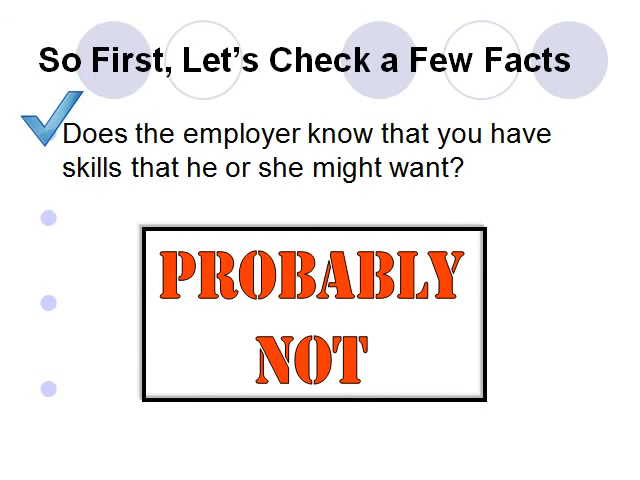 So First, Let’s Check a Few Facts
Does the employer know that you have
skills that he or she might want?
PROBABLY
NOT